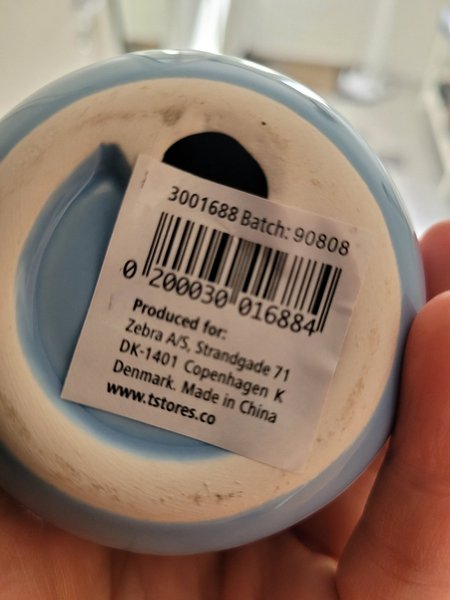 3001688 Batch: 90808
0 200030 016884
Produced for:
Zebra A/S, Strandgade 71
DK-1401 Copenhagen K
Denmark. Made in China
www.tstores.co